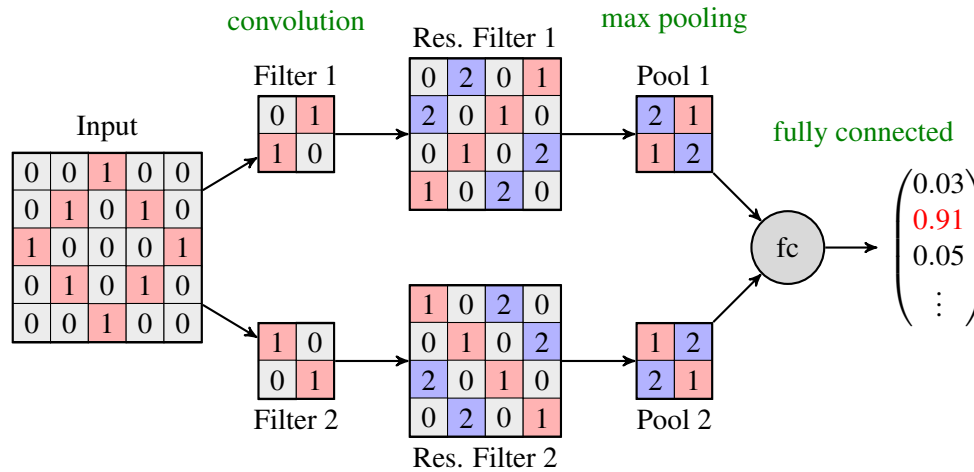 convolution
max pooling
fully connected
Input
0 0 1 0 0
0 1 0 1 0
1 0 0 0 1
0 1 0 1 0
0 0 1 0 0
Filter 1
0 1
1 0
Res. Filter 1
0 2 0 1
2 0 1 0
0 1 0 2
1 0 2 0
Pool 1
2 1
1 2
1 0
0 1
Filter 2
1 0 2 0
0 1 0 2
2 0 1 0
0 2 0 1
Res. Filter 2
1 2
2 1
Pool 2
fc
0.03
0.91
0.05
⋮